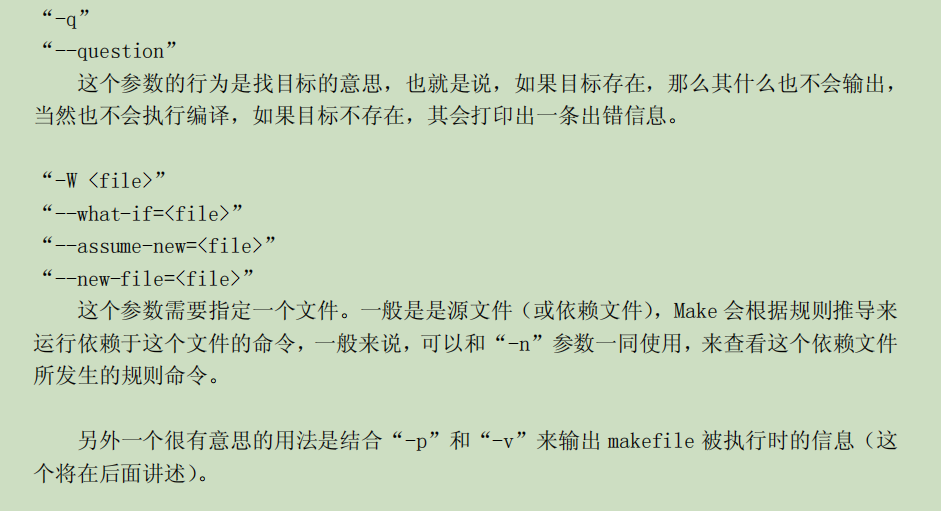 “-q”
“--question”
这个参数的行为是找目标的意思，也就是说，如果目标存在，那么其什么也不会输出，
当然也不会执行编译，如果目标不存在，其会打印出一条出错信息。
“-W <file>”
“--what-if=<file>”
“--assume-new=<file>”
“--new-file=<file>”
这个参数需要指定一个文件。一般是是源文件（或依赖文件），Make 会根据规则推导来
运行依赖于这个文件的命令，一般来说，可以和“-n”参数一同使用，来查看这个依赖文件
所发生的规则命令。
另外一个很有意思的用法是结合“-p”和“-v”来输出 makefile 被执行时的信息（这
个将在后面讲述）。